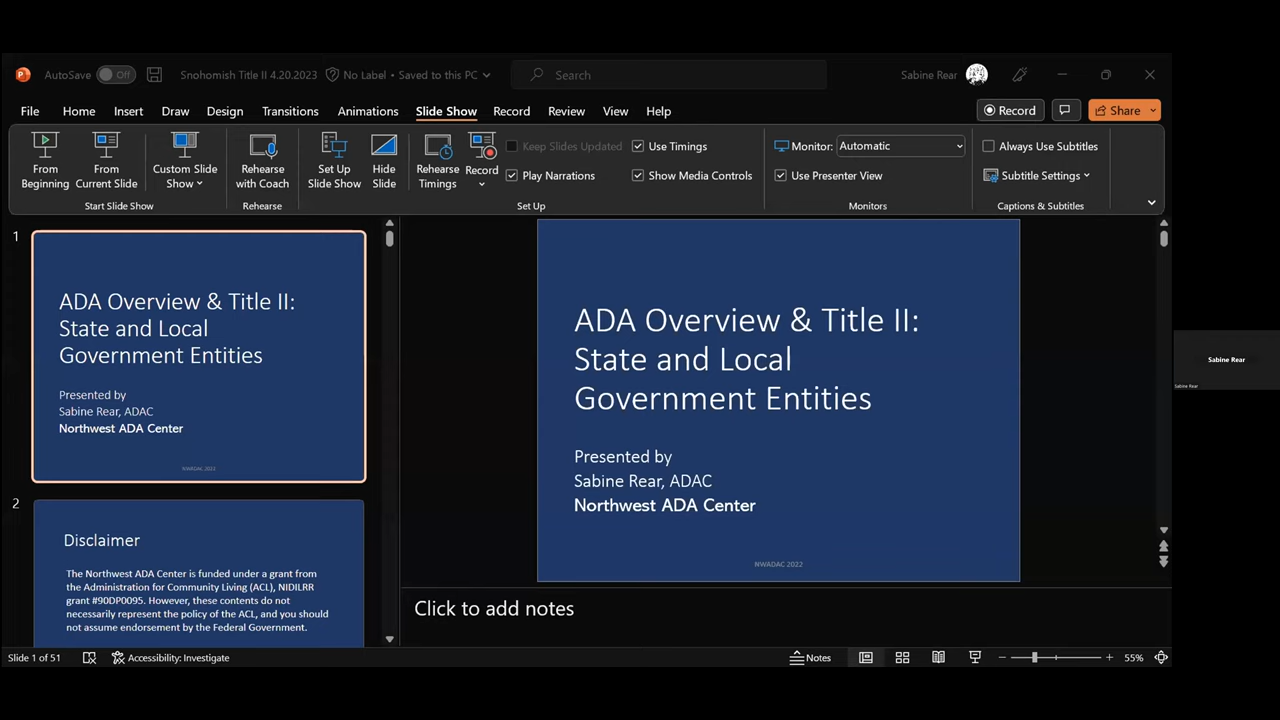 AutoSave Off Snohomish Title II 4.20.2023 No Label • Saved to this PC Search Sabine Rear
File Home Insert Draw Design Transitions Animations Slide Show Record Review View Help Record Share
From Beginning
From Current Slide
Custom Slide Show
Rehearse with Coach
Set Up Slide Show
Hide Slide
Rehearse Timings
Record
Keep Slides Updated
Play Narrations
Use Timings
Show Media Controls
Monitor: Automatic
Use Presenter View
Always Use Subtitles
Subtitle Settings
Start Slide Show Rehearse Set Up Monitors Captions & Subtitles
1
ADA Overview & Title II:
State and Local
Government Entities
Presented by
Sabine Rear, ADAC
Northwest ADA Center
NWADAC 2022
2
Disclaimer
The Northwest ADA Center is funded under a grant from
the Administration for Community Living (ACL), NIDILRR
grant #90DP0095. However, these contents do not
necessarily represent the policy of the ACL, and you should
not assume endorsement by the Federal Government.
ADA Overview & Title II:
State and Local
Government Entities
Presented by
Sabine Rear, ADAC
Northwest ADA Center
NWADAC 2022
Click to add notes
Sabine Rear
Sabine Rear
Slide 1 of 51 Accessibility: Investigate Notes 55%